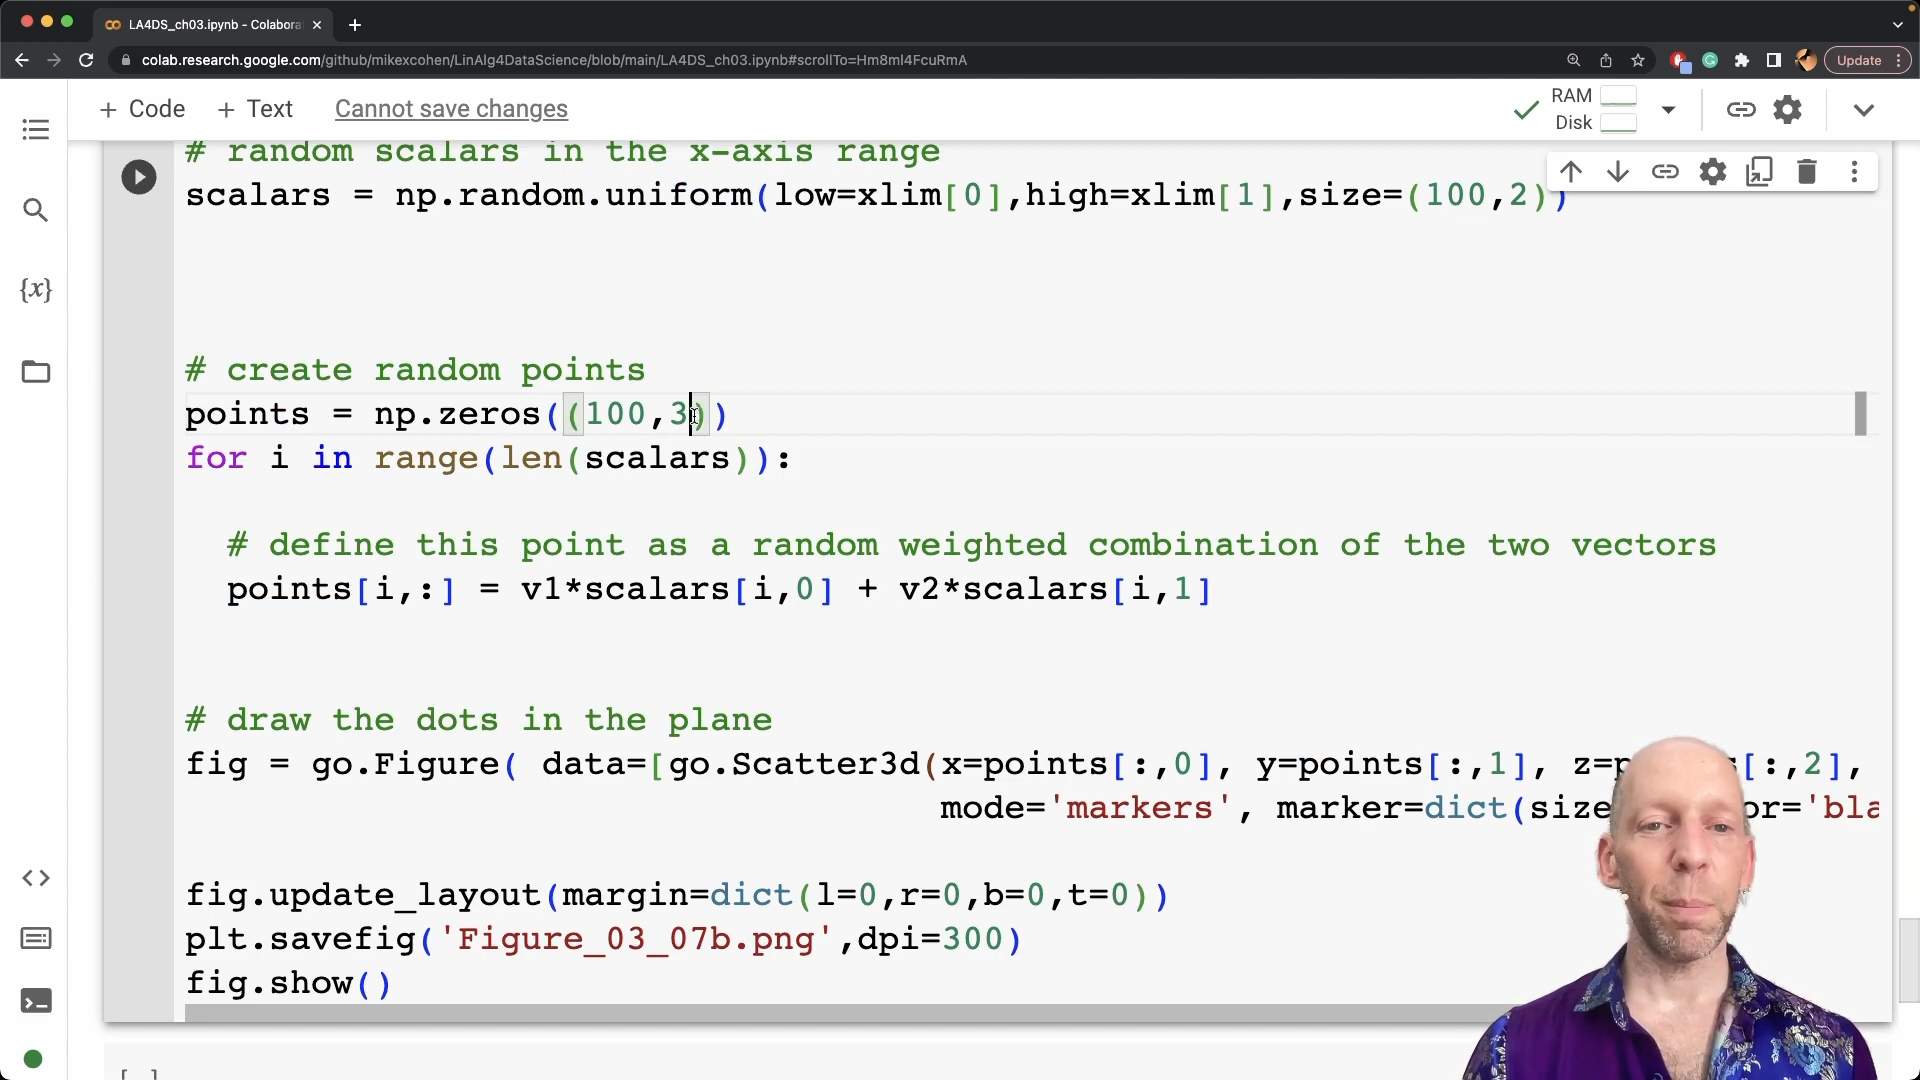 LA4DS_ch03.ipynb - Colabora
colab.research.google.com/github/mikexcohen/LinAlg4DataScience/blob/main/LA4DS_ch03.ipynb#scrollTo=Hm8ml4FcuRmA
Update
+ Code + Text Cannot save changes
RAM
Disk
# random scalars in the x-axis range
scalars = np.random.uniform(low=xlim[0],high=xlim[1],size=(100,2))
{x}
# create random points
points = np.zeros((100,3))
for i in range(len(scalars)):
# define this point as a random weighted combination of the two vectors
points[i,:] = v1*scalars[i,0] + v2*scalars[i,1]
# draw the dots in the plane
fig = go.Figure( data=[go.Scatter3d(x=points[:,0], y=points[:,1], z=p s[:,2],
mode='markers', marker=dict(size or='bla
fig.update_layout(margin=dict(l=0,r=0,b=0,t=0))
plt.savefig('Figure_03_07b.png',dpi=300)
fig.show()
[ ]